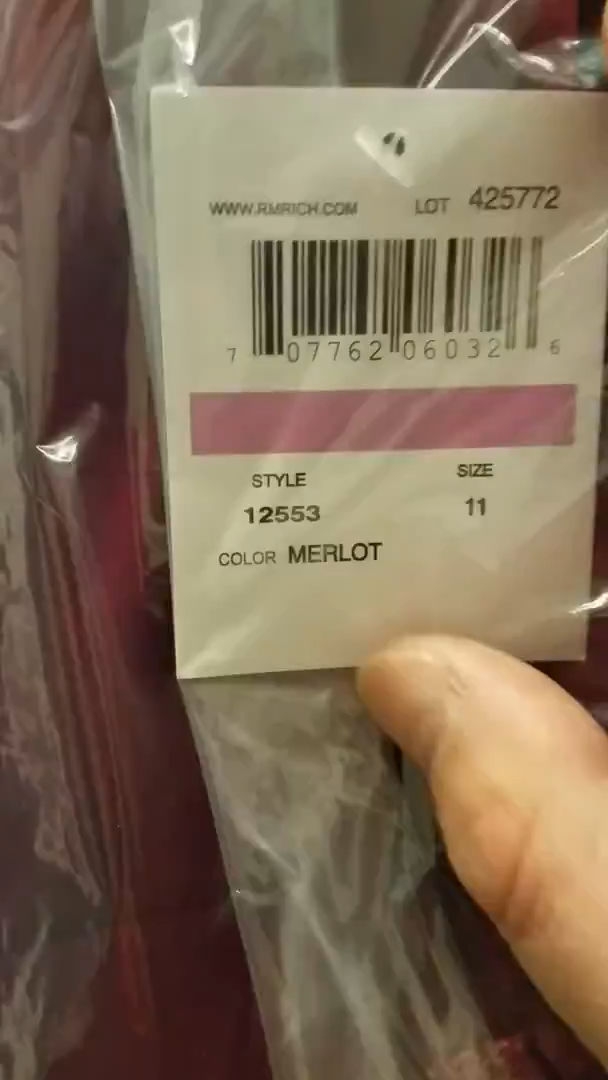 WWW.RMRICH.COM LOT 425772
7 07762 06032 6
STYLE SIZE
12553 11
COLOR MERLOT